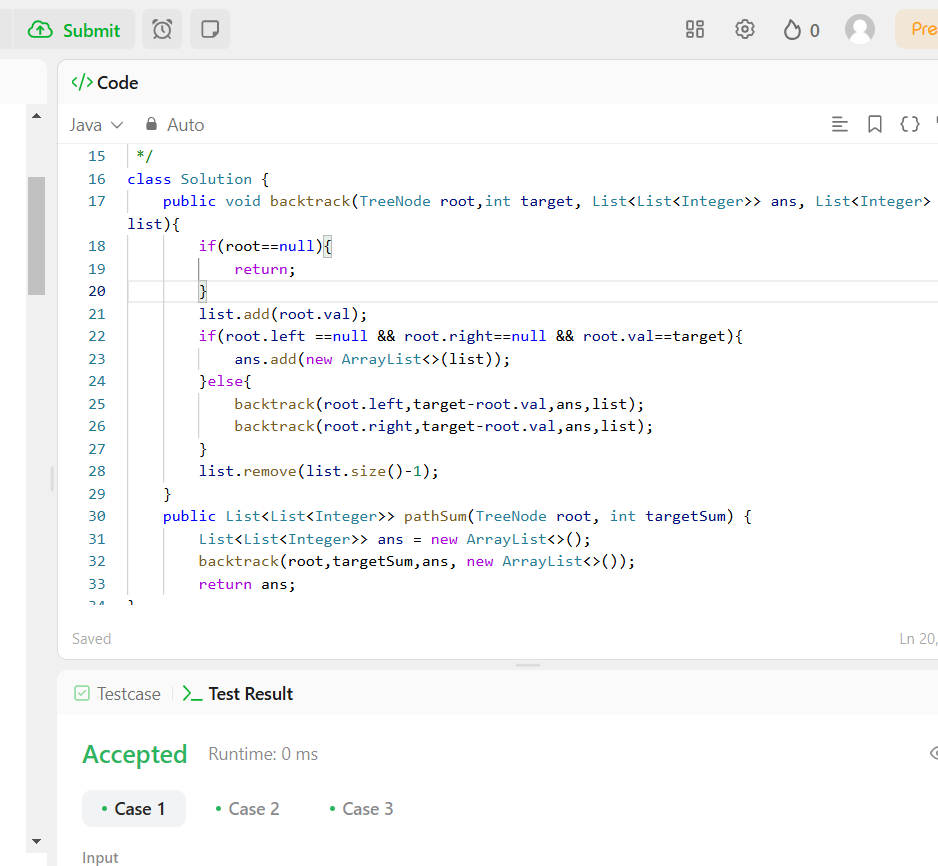 Submit
0
Pre
</> Code
Java Auto
15 */
16 class Solution {
17 public void backtrack(TreeNode root,int target, List<List<Integer>> ans, List<Integer>
list){
18 if(root==null){
19 return;
20 }
21 list.add(root.val);
22 if(root.left ==null && root.right==null && root.val==target){
23 ans.add(new ArrayList<>(list));
24 }else{
25 backtrack(root.left,target-root.val,ans,list);
26 backtrack(root.right,target-root.val,ans,list);
27 }
28 list.remove(list.size()-1);
29 }
30 public List<List<Integer>> pathSum(TreeNode root, int targetSum) {
31 List<List<Integer>> ans = new ArrayList<>();
32 backtrack(root,targetSum,ans, new ArrayList<>());
33 return ans;
34 }
Saved Ln 20,
Testcase >_ Test Result
Accepted Runtime: 0 ms
Case 1 Case 2 Case 3
Input